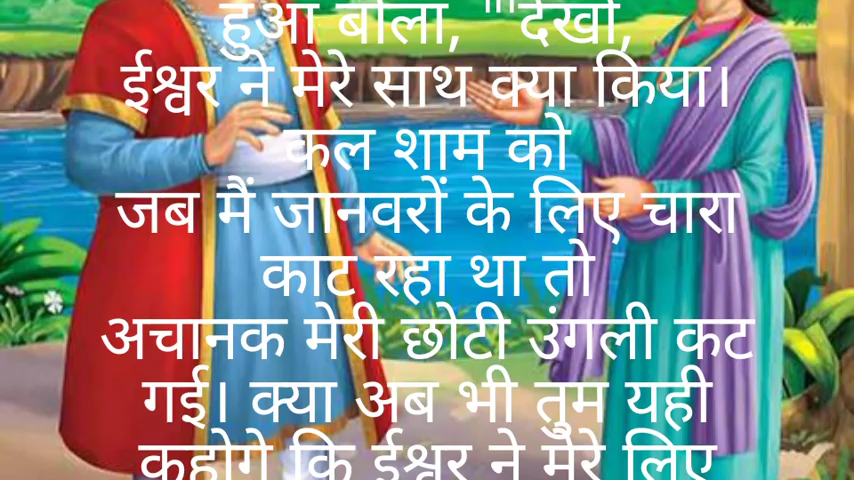 हुआ बोला, "'"देखो,
ईश्वर ने मेरे साथ क्या किया।
कल शाम को
जब मैं जानवरों के लिए चारा
काट रहा था तो
अचानक मेरी छोटी उंगली कट
गई। क्या अब भी तुम यही
कहोगे कि ईश्वर ने मेरे लिए